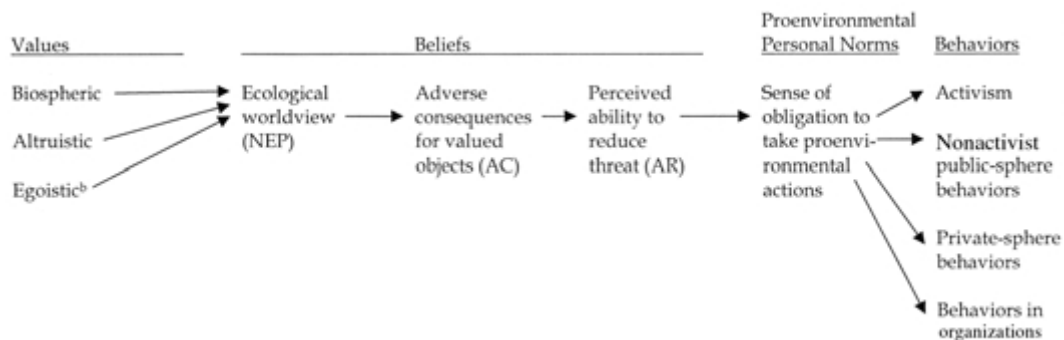 Values
Beliefs
Proenvironmental
Personal Norms
Behaviors
Biospheric
Altruistic
Egoisticᵇ
Ecological
worldview
(NEP)
Adverse
consequences
for valued
objects (AC)
Perceived
ability to
reduce
threat (AR)
Sense of
obligation to
take proenvi-
ronmental
actions
Activism
Nonactivist
public-sphere
behaviors
Private-sphere
behaviors
Behaviors in
organizations